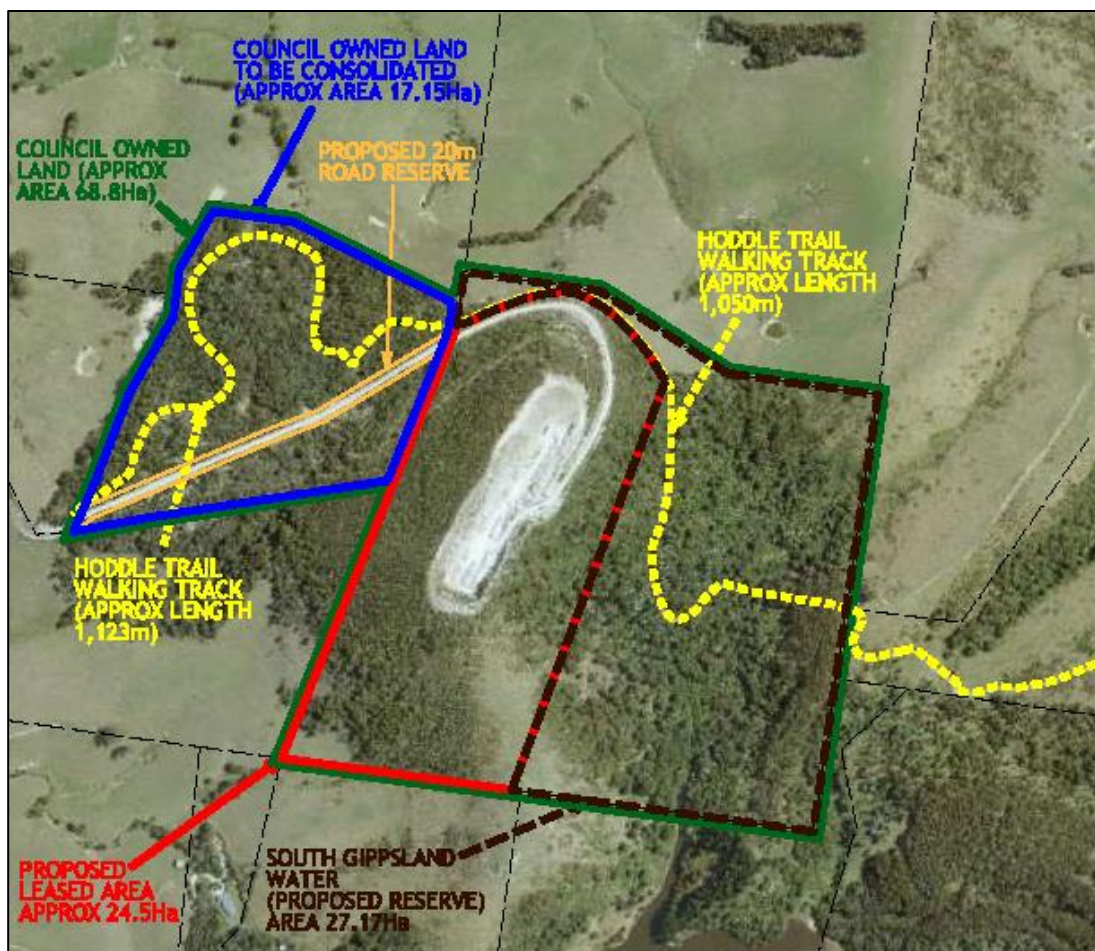 COUNCIL OWNED LAND
TO BE CONSOLIDATED
(APPROX AREA 17.15Ha)
COUNCIL OWNED
LAND (APPROX
AREA 68.8Ha)
PROPOSED 20m
ROAD RESERVE
HODDLE TRAIL
WALKING TRACK
(APPROX LENGTH
1,050m)
HODDLE TRAIL
WALKING TRACK
(APPROX LENGTH
1,123m)
PROPOSED
LEASED AREA
APPROX 24.5Ha
SOUTH GIPPSLAND
WATER
(PROPOSED RESERVE)
AREA 27.17Ha